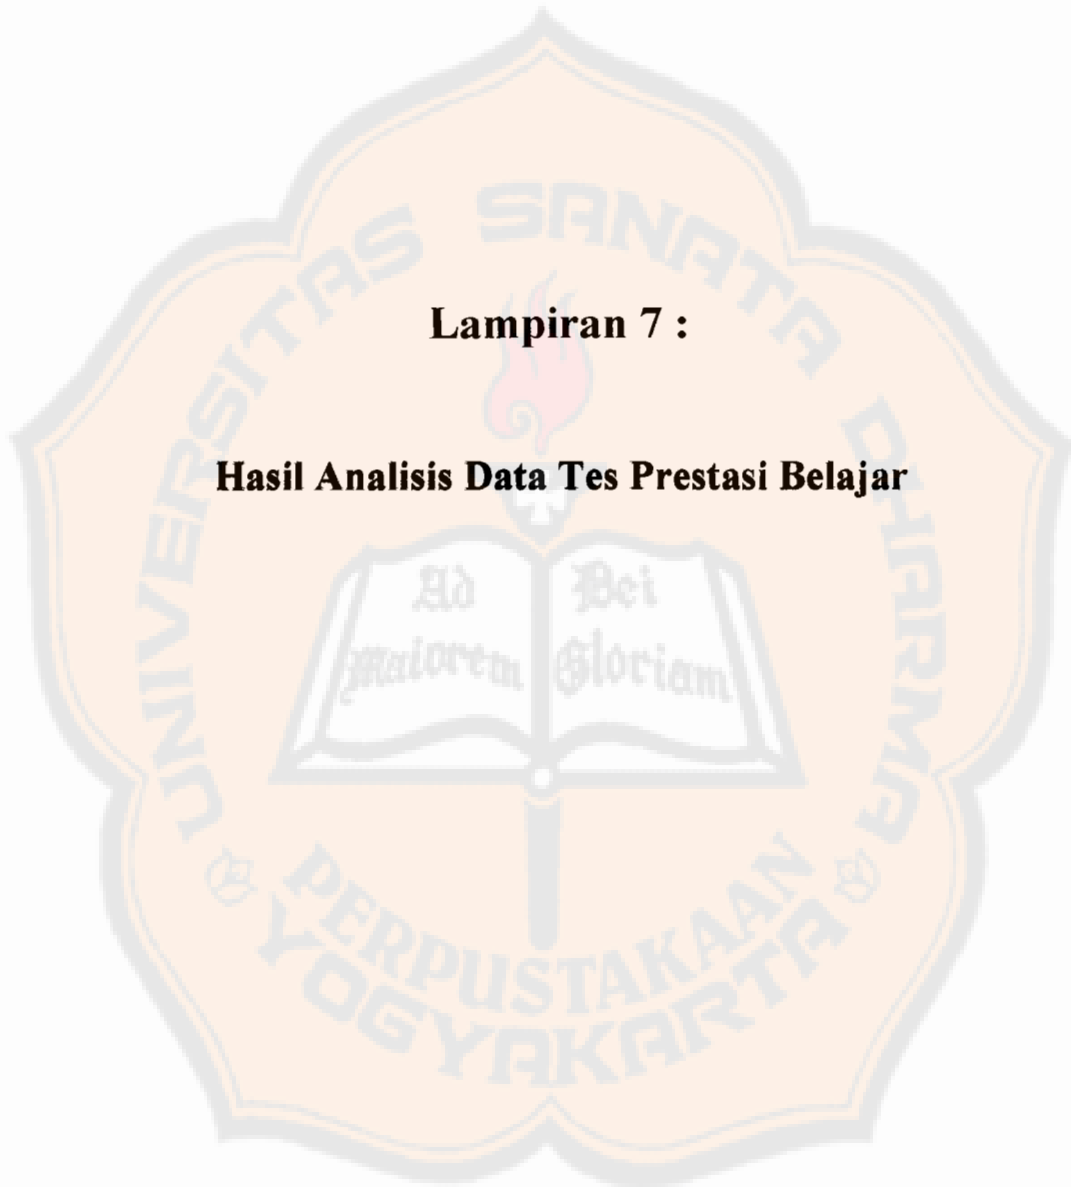 UNIVERSITAS SANATA DHARMA
Lampiran 7 :
Hasil Analisis Data Tes Prestasi Belajar
Ad
Dei
maiorem
Gloriam
PERPUSTAKAAN
YOGYAKARTA